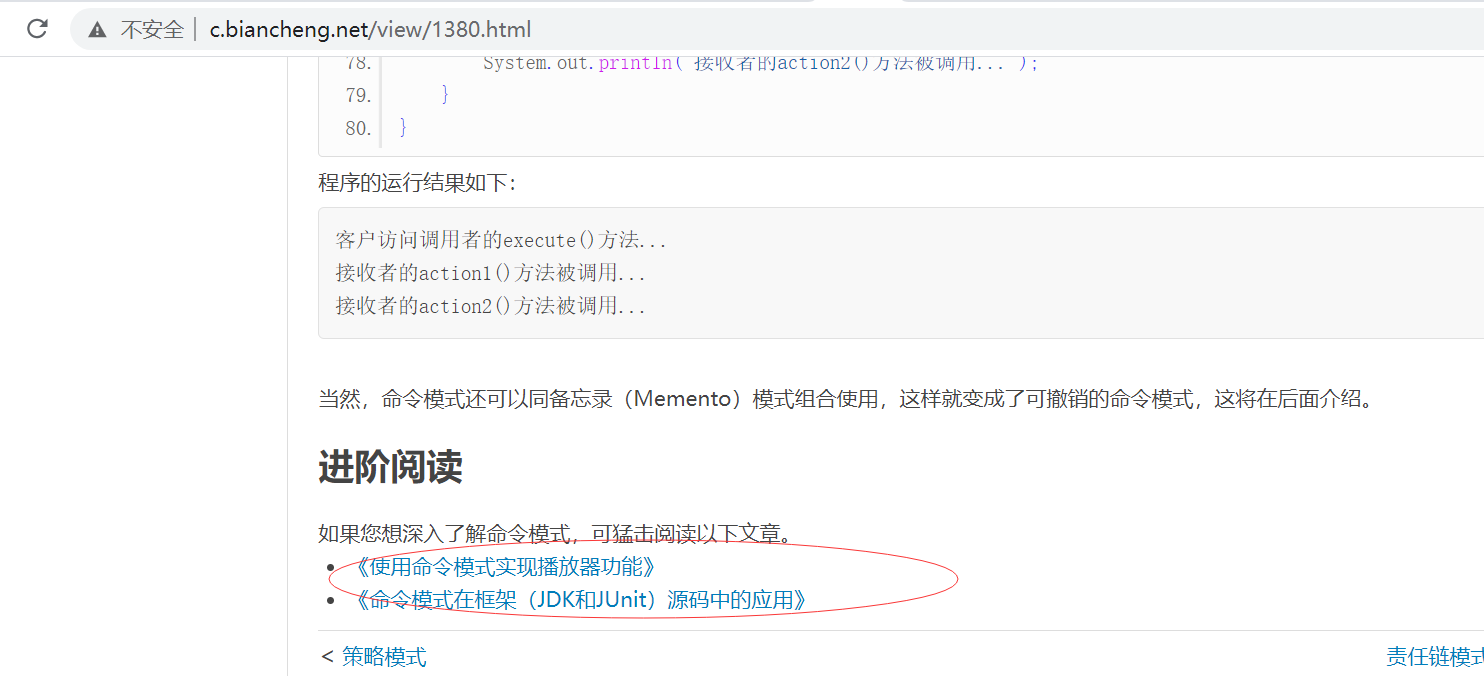 不安全 c.biancheng.net/view/1380.html
78. System.out.println("接收者的action2()方法被调用...");
79. }
80. }
程序的运行结果如下：
客户访问调用者的execute()方法...
接收者的action1()方法被调用...
接收者的action2()方法被调用...
当然，命令模式还可以同备忘录（Memento）模式组合使用，这样就变成了可撤销的命令模式，这将在后面介绍。
进阶阅读
如果您想深入了解命令模式，可猛击阅读以下文章。
• 《使用命令模式实现播放器功能》
• 《命令模式在框架（JDK和JUnit）源码中的应用》
< 策略模式
责任链模式